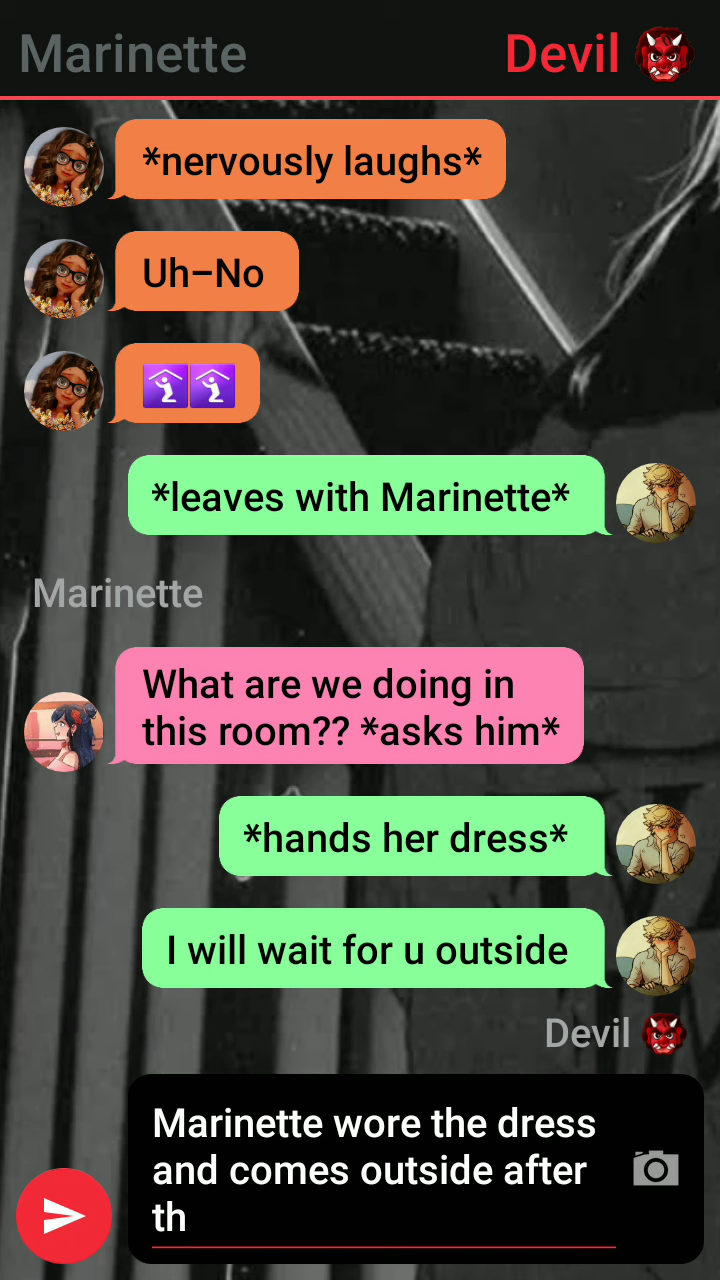 Marinette
Devil 👹
*nervously laughs*
Uh–No
🛐🛐
*leaves with Marinette*
Marinette
What are we doing in
this room?? *asks him*
*hands her dress*
I will wait for u outside
Devil 👹
Marinette wore the dress
and comes outside after
th